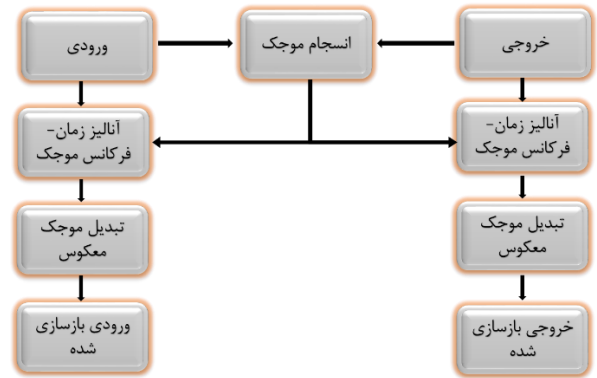 خروجی
انسجام موجک
ورودی
آنالیز زمان-
فرکانس موجک
آنالیز زمان-
فرکانس موجک
تبدیل موجک
معکوس
تبدیل موجک
معکوس
خروجی بازسازی
شده
ورودی بازسازی
شده